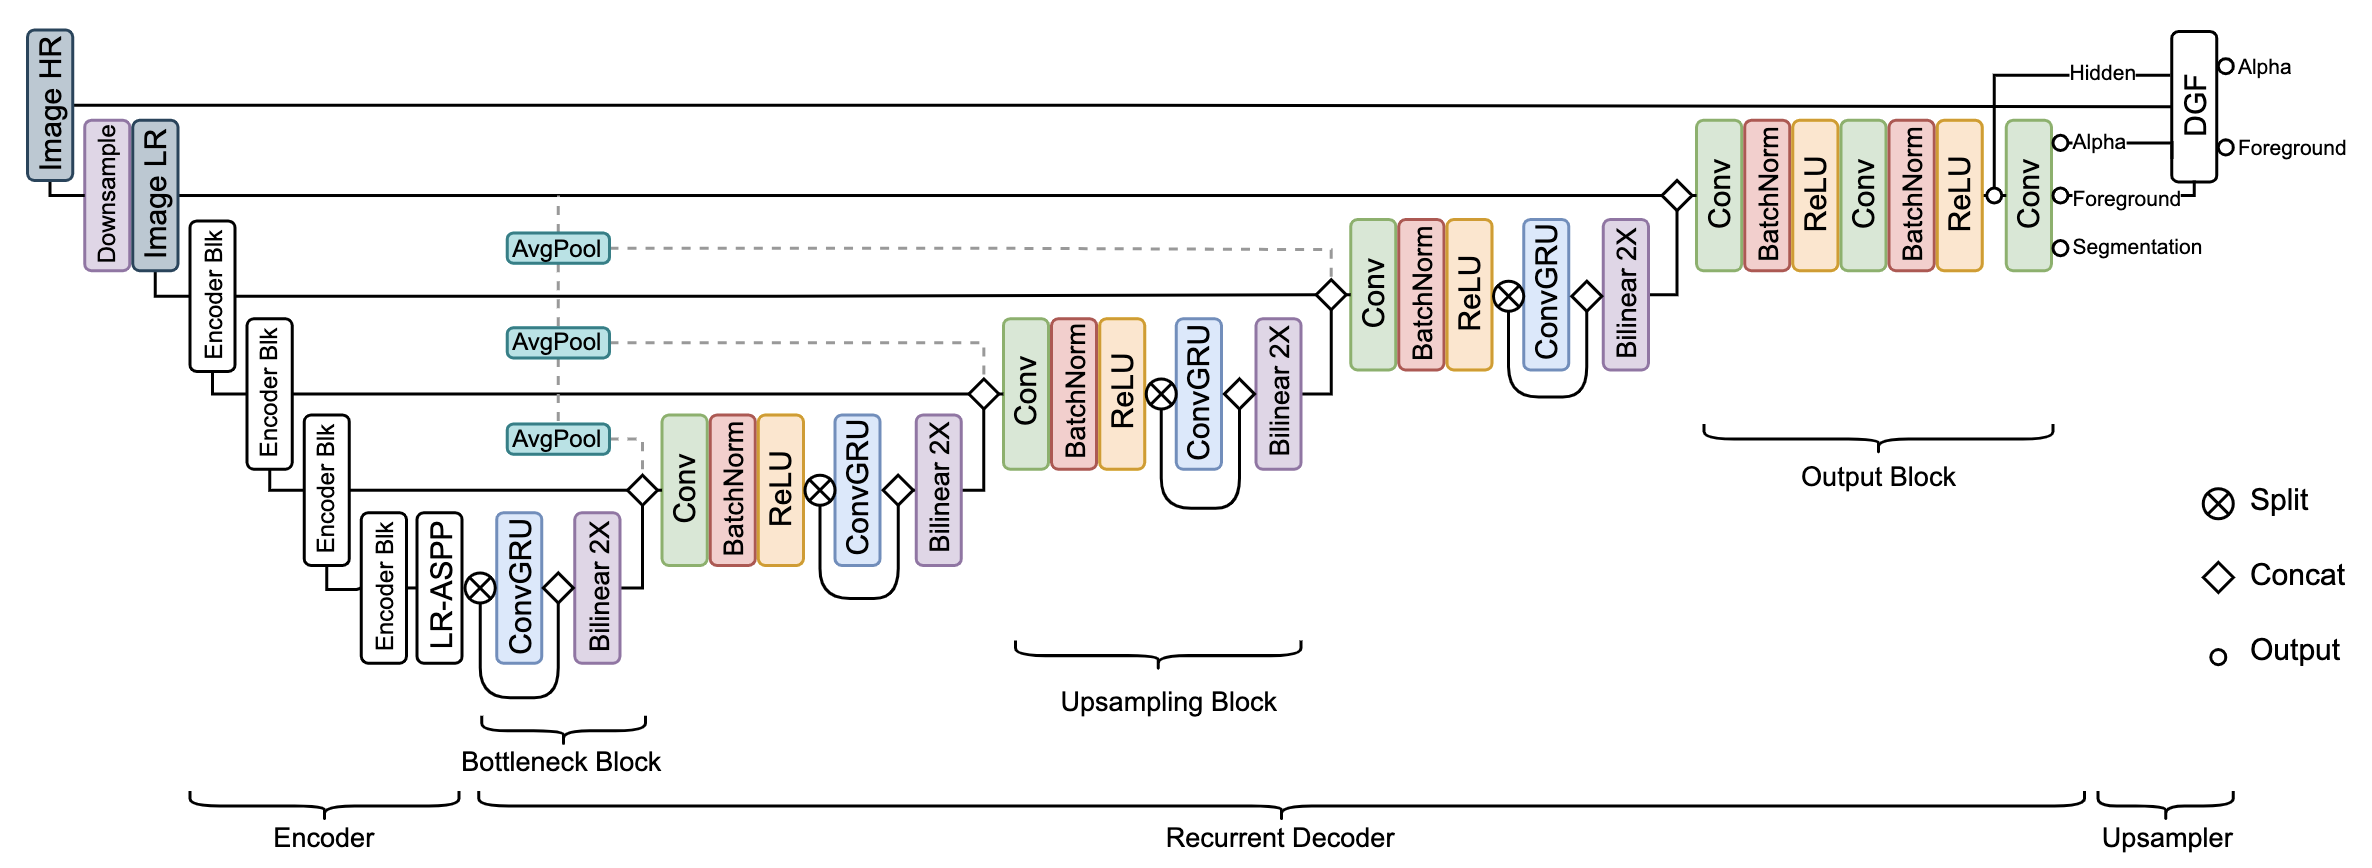 Image HR
Downsample
Image LR
Encoder Blk
Encoder Blk
Encoder Blk
Encoder Blk
LR-ASPP
ConvGRU
Bilinear 2X
AvgPool
AvgPool
AvgPool
Conv
BatchNorm
ReLU
ConvGRU
Bilinear 2X
Conv
BatchNorm
ReLU
ConvGRU
Bilinear 2X
Conv
BatchNorm
ReLU
ConvGRU
Bilinear 2X
Conv
BatchNorm
ReLU
Conv
BatchNorm
ReLU
Conv
Hidden
Alpha
Foreground
Segmentation
DGF
Alpha
Foreground
Output Block
Upsampling Block
Bottleneck Block
Encoder
Recurrent Decoder
Upsampler
Split
Concat
Output